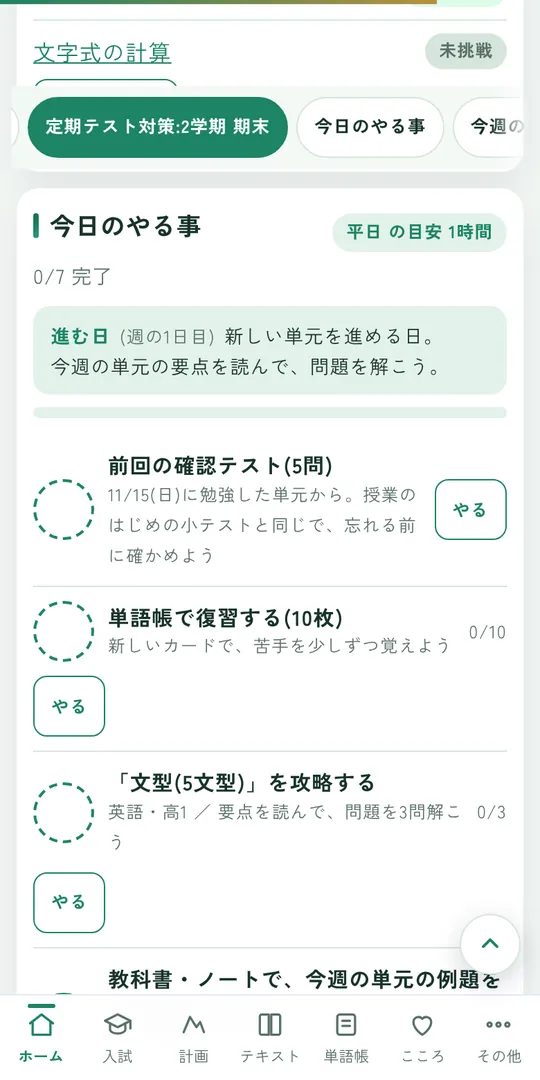 文字式の計算
未挑戦
定期テスト対策:2学期 期末
今日のやる事
今週の
今日のやる事
平日 の目安 1時間
0/7 完了
進む日 (週の1日目) 新しい単元を進める日。
今週の単元の要点を読んで、問題を解こう。
前回の確認テスト(5問)
11/15(日)に勉強した単元から。授業の
はじめの小テストと同じで、忘れる前
に確かめよう
やる
単語帳で復習する(10枚)
新しいカードで、苦手を少しずつ覚えよう
0/10
やる
「文型(5文型)」を攻略する
英語・高1 ／ 要点を読んで、問題を3問解こ
う
0/3
やる
教科書・ノートで、今週の単元の例題を
ホーム
入試
計画
テキスト
単語帳
こころ
その他